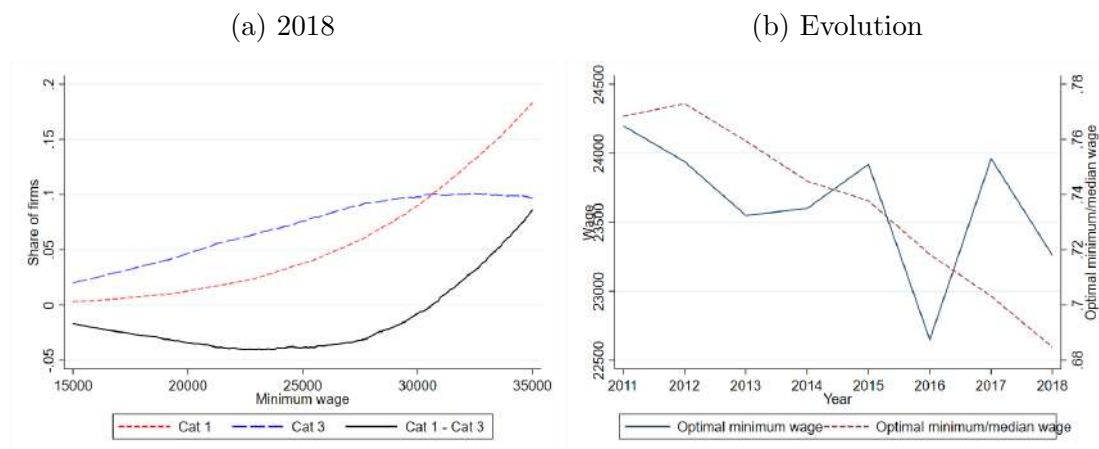 (a) 2018
(b) Evolution
Share of firms
.2
.15
.1
.05
0
-.05
15000 20000 25000 30000 35000
Minimum wage
Cat 1 Cat 3 Cat 1 - Cat 3
Wage
24500
24000
23500
23000
22500
Optimal minimum/median wage
.78
.76
.74
.72
.7
.68
2011 2012 2013 2014 2015 2016 2017 2018
Year
Optimal minimum wage Optimal minimum/median wage